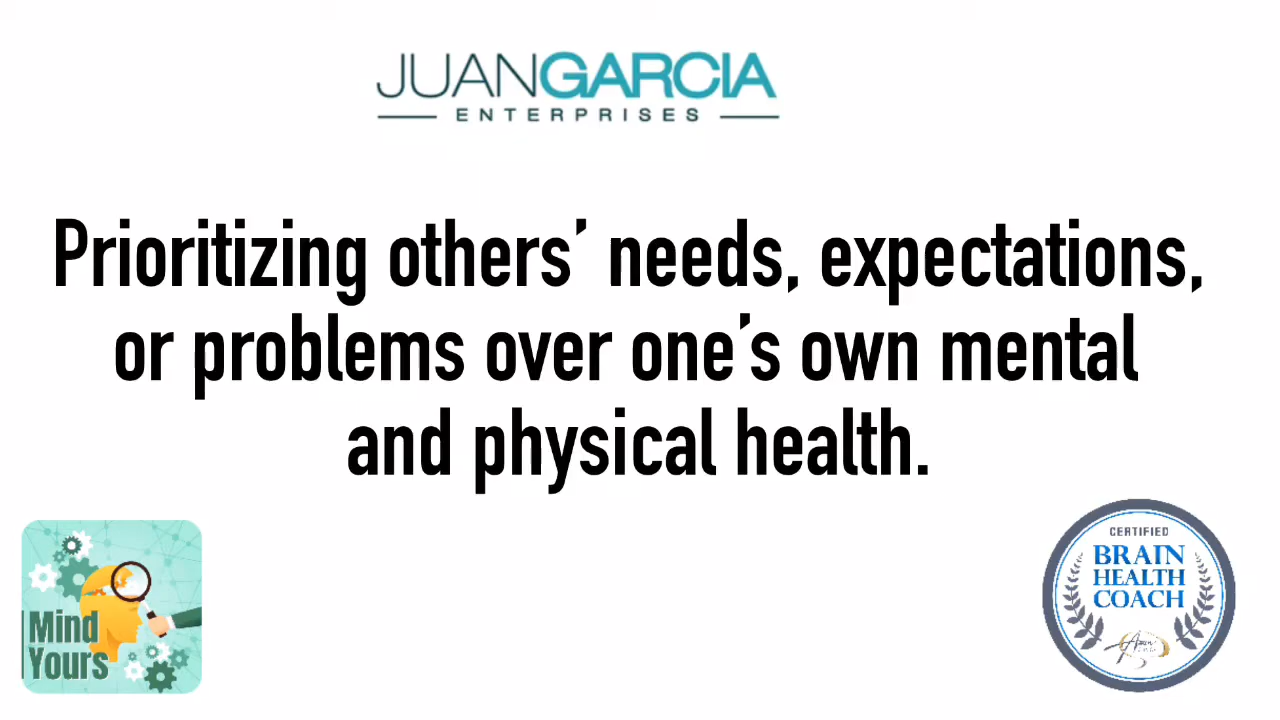 JUANGARCIA
ENTERPRISES
Prioritizing others’ needs, expectations,
or problems over one’s own mental
and physical health.
Mind
Yours
CERTIFIED
BRAIN
HEALTH
COACH